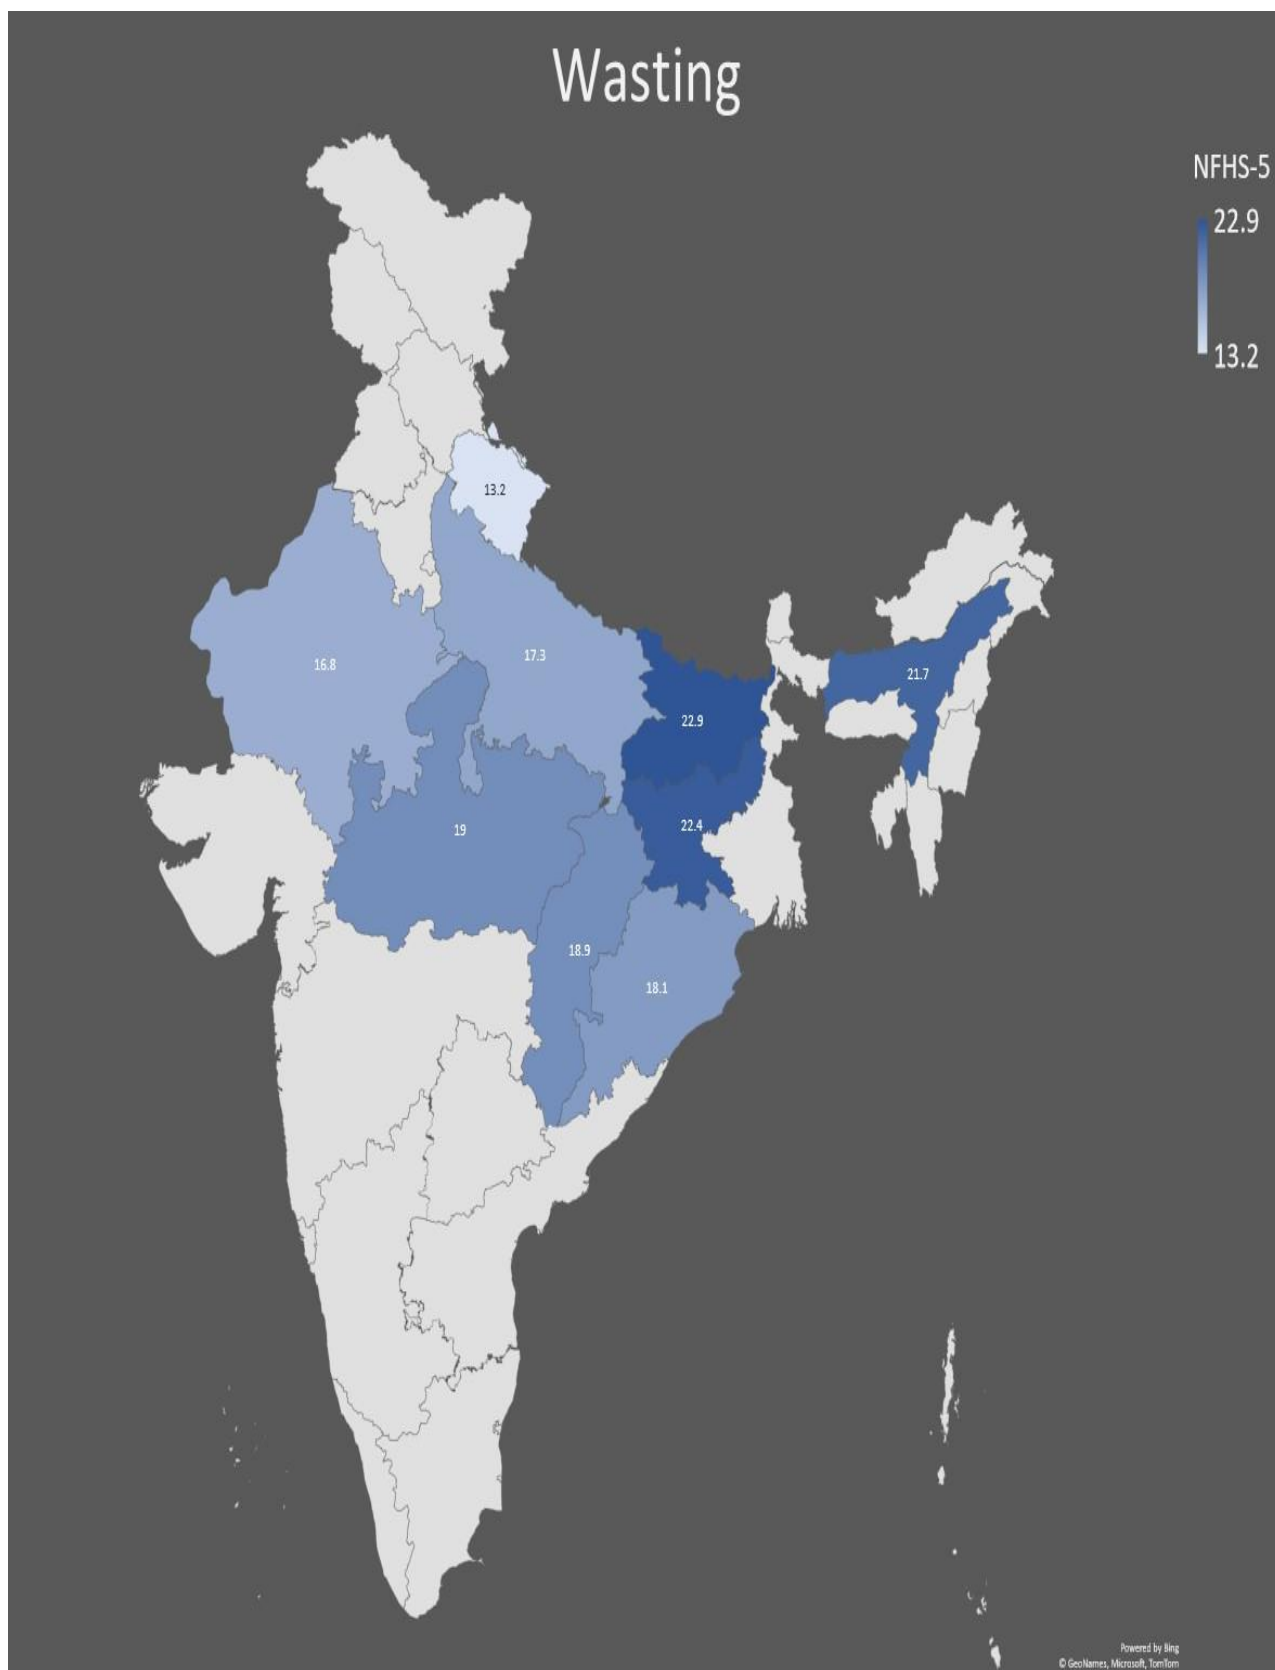 Wasting
NFHS-5
22.9
13.2
13.2
16.8
17.3
21.7
22.9
22.4
19
18.9
18.1
Powered by Bing
© GeoNames, Microsoft, TomTom